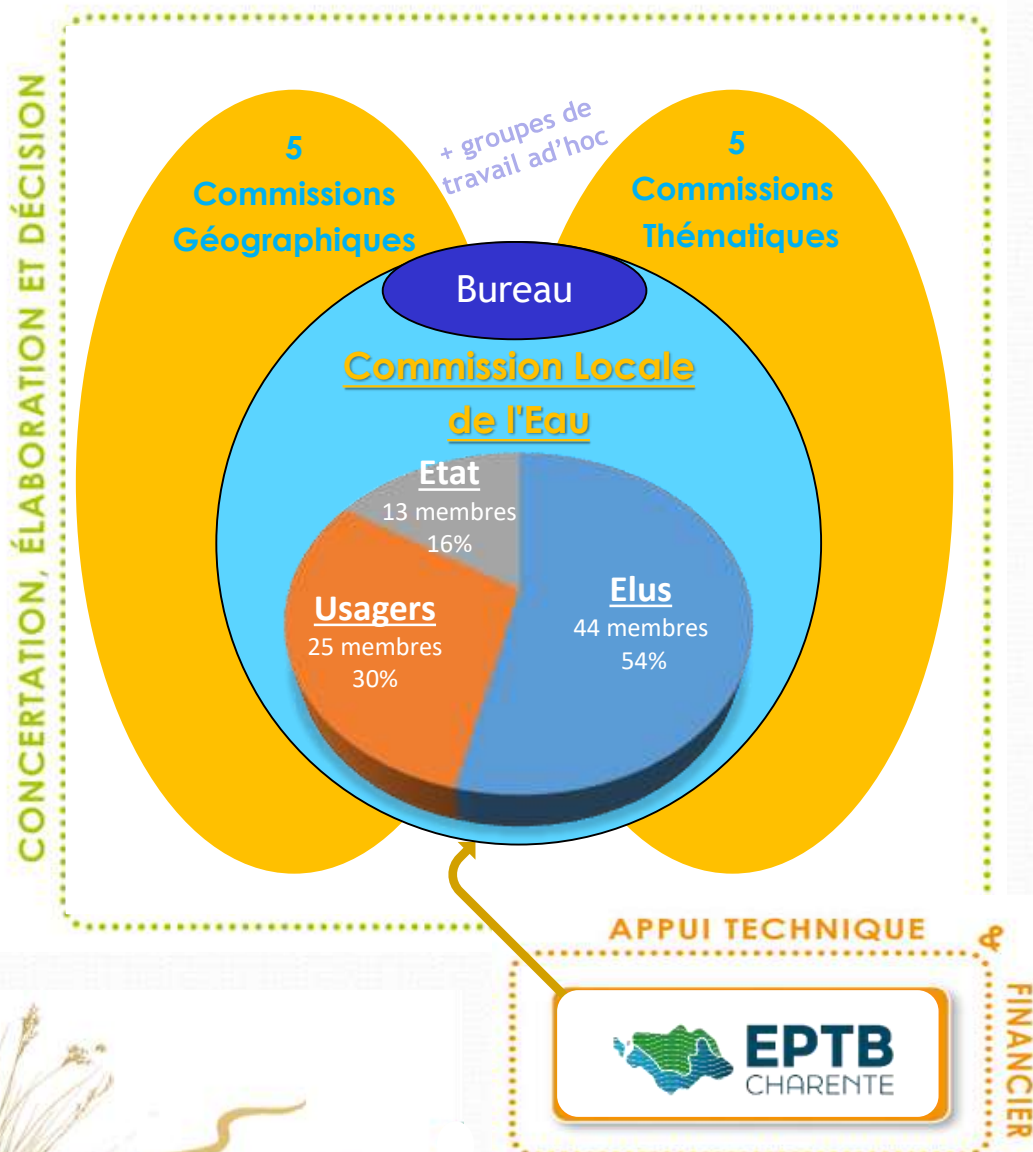 CONCERTATION, ÉLABORATION ET DÉCISION
5
Commissions
Géographiques
+ groupes de
travail ad'hoc
5
Commissions
Thématiques
Bureau
Commission Locale
de l'Eau
Etat
13 membres
16%
Usagers
25 membres
30%
Elus
44 membres
54%
APPUI TECHNIQUE
&
FINANCIER
EPTB
CHARENTE